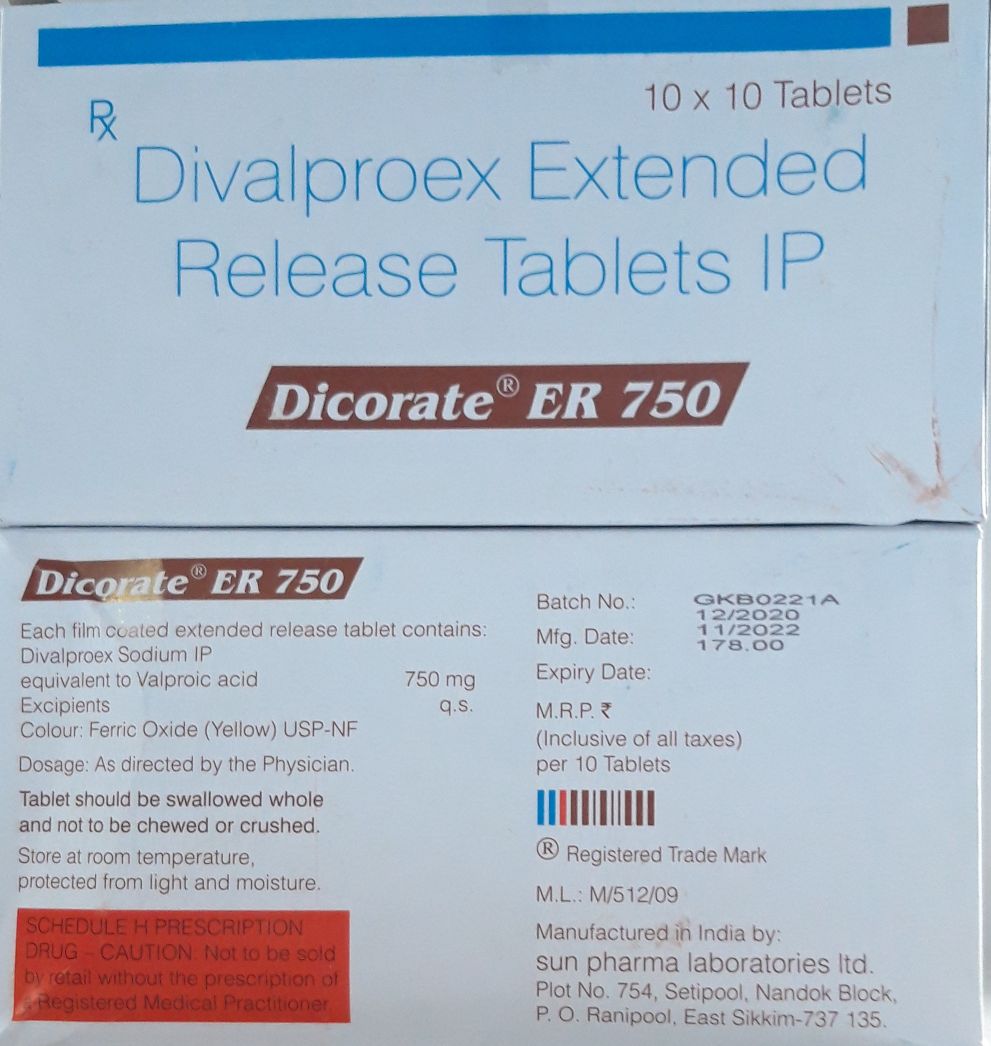 10 x 10 Tablets
Rx
Divalproex Extended
Release Tablets IP
Dicorate® ER 750
Dicorate® ER 750
Each film coated extended release tablet contains:
Divalproex Sodium IP
equivalent to Valproic acid 750 mg
Excipients q.s.
Colour: Ferric Oxide (Yellow) USP-NF
Dosage: As directed by the Physician.
Tablet should be swallowed whole
and not to be chewed or crushed.
Store at room temperature,
protected from light and moisture.
SCHEDULE H PRESCRIPTION
DRUG – CAUTION: Not to be sold
by retail without the prescription of
a Registered Medical Practitioner.
Batch No.: GKB0221A
12/2020
Mfg. Date: 11/2022
178.00
Expiry Date:
M.R.P. ₹
(Inclusive of all taxes)
per 10 Tablets
® Registered Trade Mark
M.L.: M/512/09
Manufactured in India by:
sun pharma laboratories ltd.
Plot No. 754, Setipool, Nandok Block,
P. O. Ranipool, East Sikkim-737 135.